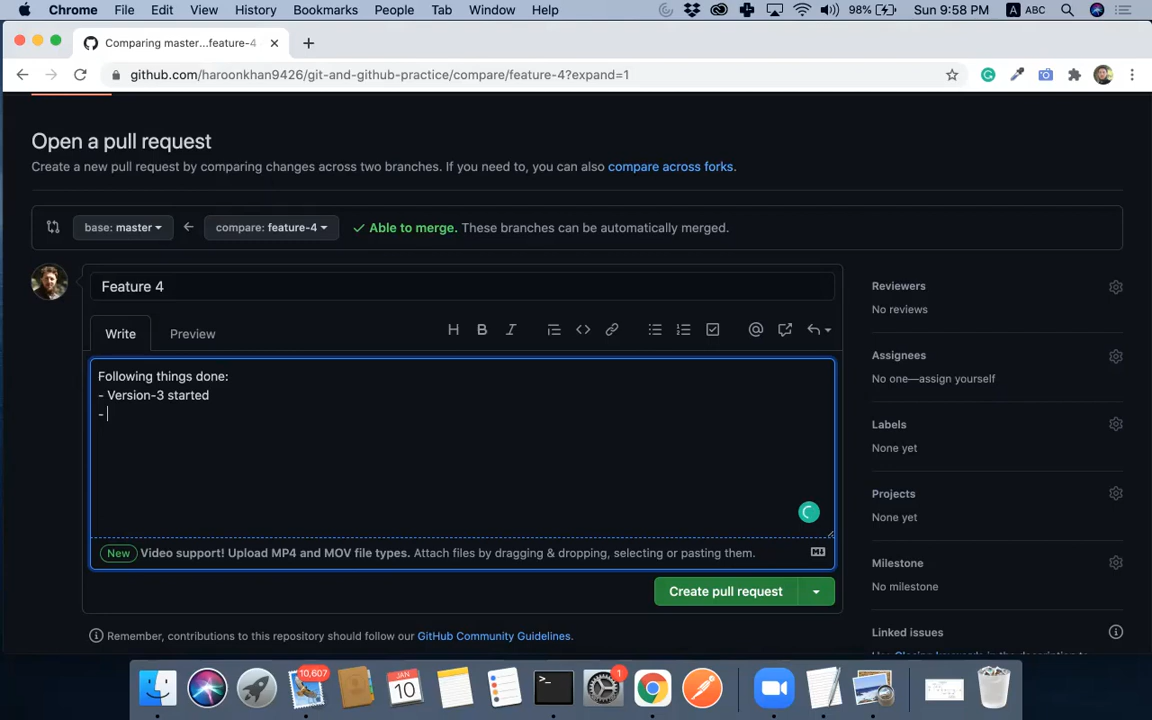 Chrome File Edit View History Bookmarks People Tab Window Help 98% Sun 9:58 PM A ABC
Comparing master...feature-4
github.com/haroonkhan9426/git-and-github-practice/compare/feature-4?expand=1
Open a pull request
Create a new pull request by comparing changes across two branches. If you need to, you can also compare across forks.
base: master compare: feature-4 Able to merge. These branches can be automatically merged.
Feature 4
Write Preview
Following things done:
- Version-3 started
-
New Video support! Upload MP4 and MOV file types. Attach files by dragging & dropping, selecting or pasting them.
Create pull request
Remember, contributions to this repository should follow our GitHub Community Guidelines.
Reviewers
No reviews
Assignees
No one—assign yourself
Labels
None yet
Projects
None yet
Milestone
No milestone
Linked issues
10,607
JAN
10
1